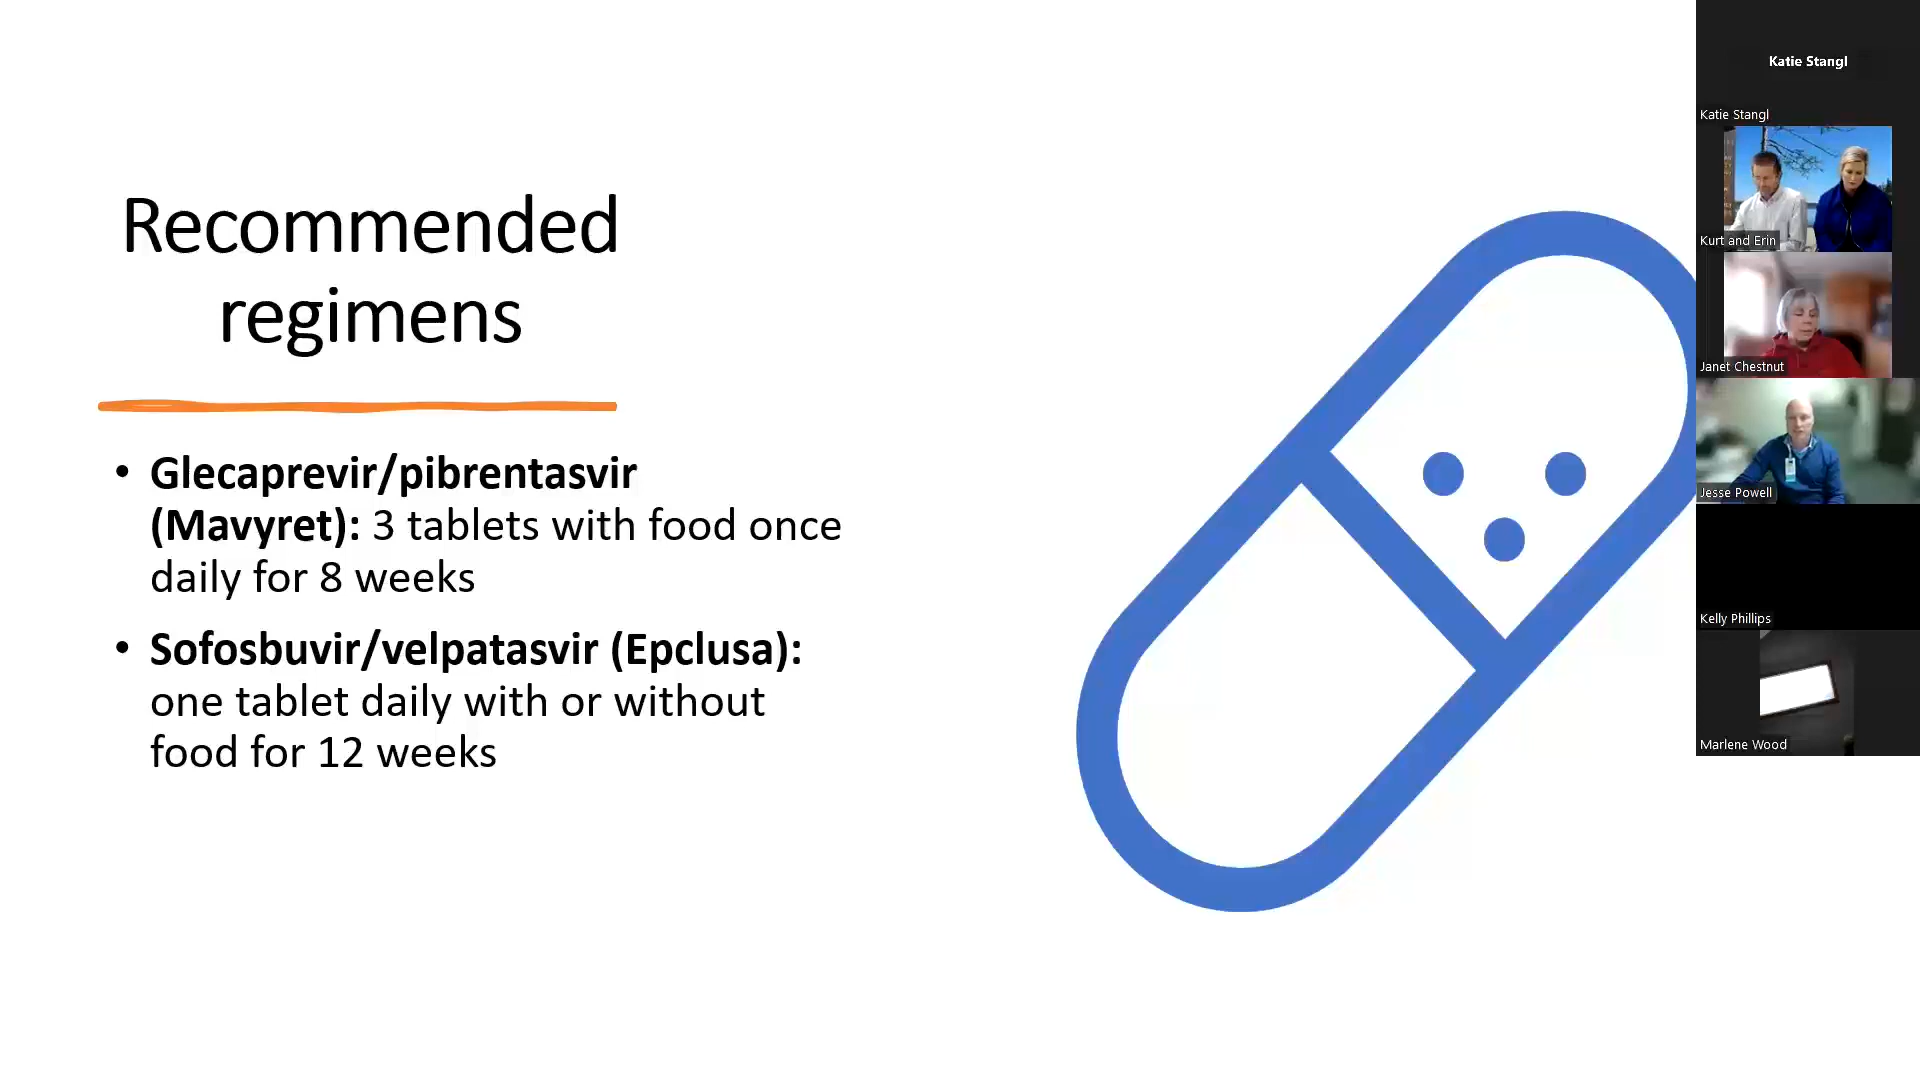 Recommended
regimens
• Glecaprevir/pibrentasvir
(Mavyret): 3 tablets with food once
daily for 8 weeks
• Sofosbuvir/velpatasvir (Epclusa):
one tablet daily with or without
food for 12 weeks
Katie Stangl
Katie Stangl
Kurt and Erin
Janet Chestnut
Jesse Powell
Kelly Phillips
Marlene Wood